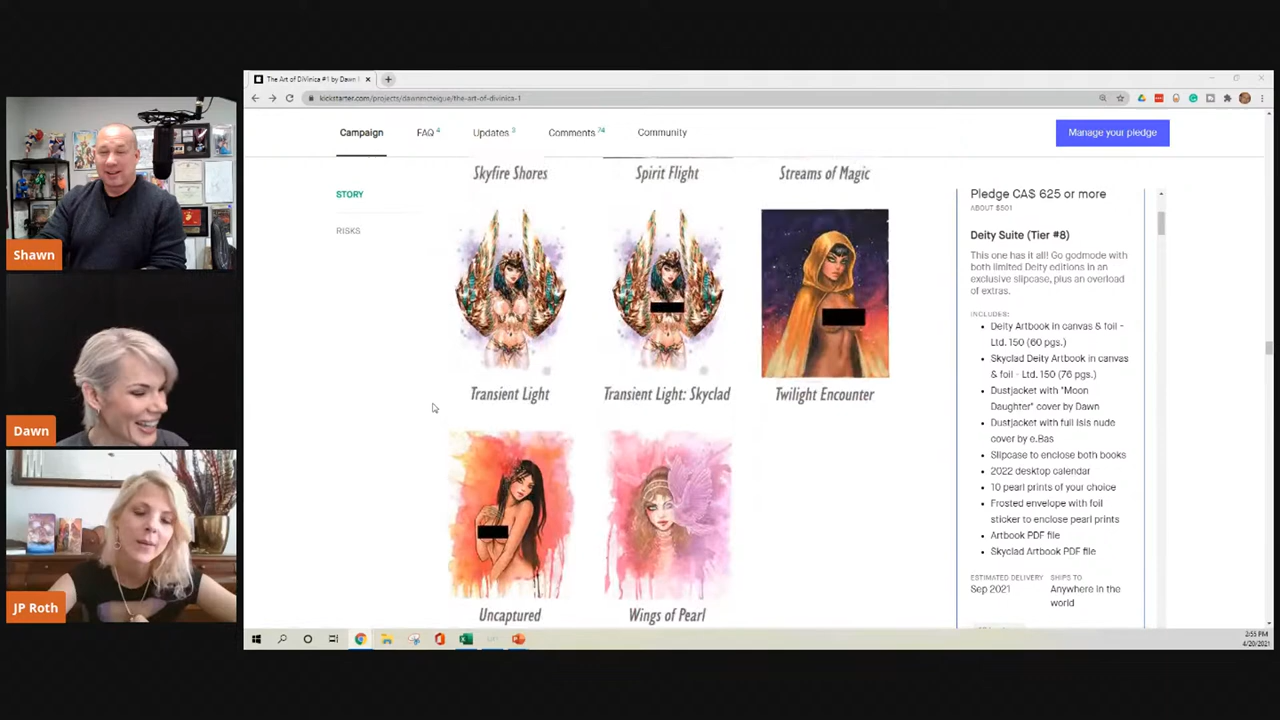 The Art of DiVinica #1 by Dawn
kickstarter.com/projects/dawnmcteigue/the-art-of-divinica-1
Campaign
FAQ 4
Updates 3
Comments 74
Community
Manage your pledge
STORY
RISKS
Skyfire Shores
Spirit Flight
Streams of Magic
Transient Light
Transient Light: Skyclad
Twilight Encounter
Uncaptured
Wings of Pearl
Pledge CA$ 625 or more
ABOUT $501
Deity Suite (Tier #8)
This one has it all! Go godmode with
both limited Deity editions in an
exclusive slipcase, plus an overload
of extras.
INCLUDES:
Deity Artbook in canvas & foil -
Ltd. 150 (60 pgs.)
Skyclad Deity Artbook in canvas
& foil - Ltd. 150 (76 pgs.)
Dustjacket with "Moon
Daughter" cover by Dawn
Dustjacket with full Isis nude
cover by e.Bas
Slipcase to enclose both books
2022 desktop calendar
10 pearl prints of your choice
Frosted envelope with foil
sticker to enclose pearl prints
Artbook PDF file
Skyclad Artbook PDF file
ESTIMATED DELIVERY
Sep 2021
SHIPS TO
Anywhere in the
world
Shawn
Dawn
JP Roth
2:55 PM
4/20/2021